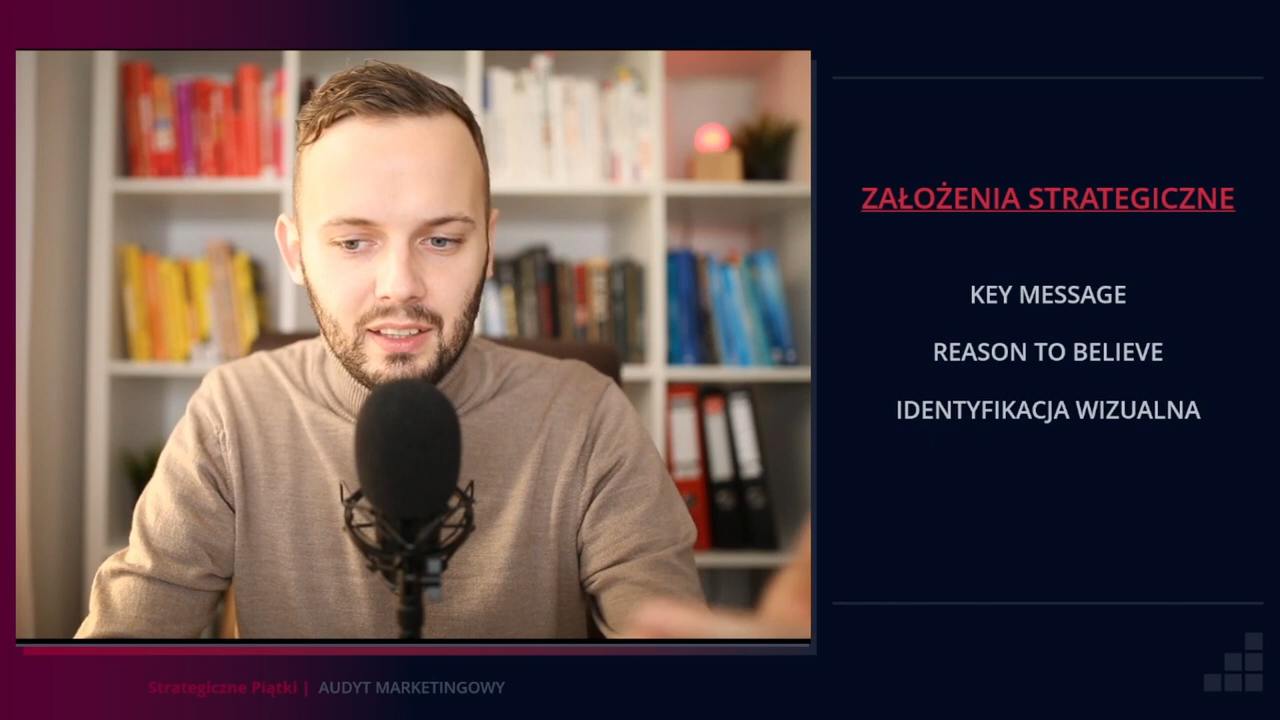 ZAŁOŻENIA STRATEGICZNE
KEY MESSAGE
REASON TO BELIEVE
IDENTYFIKACJA WIZUALNA
Strategiczne Piątki | AUDYT MARKETINGOWY